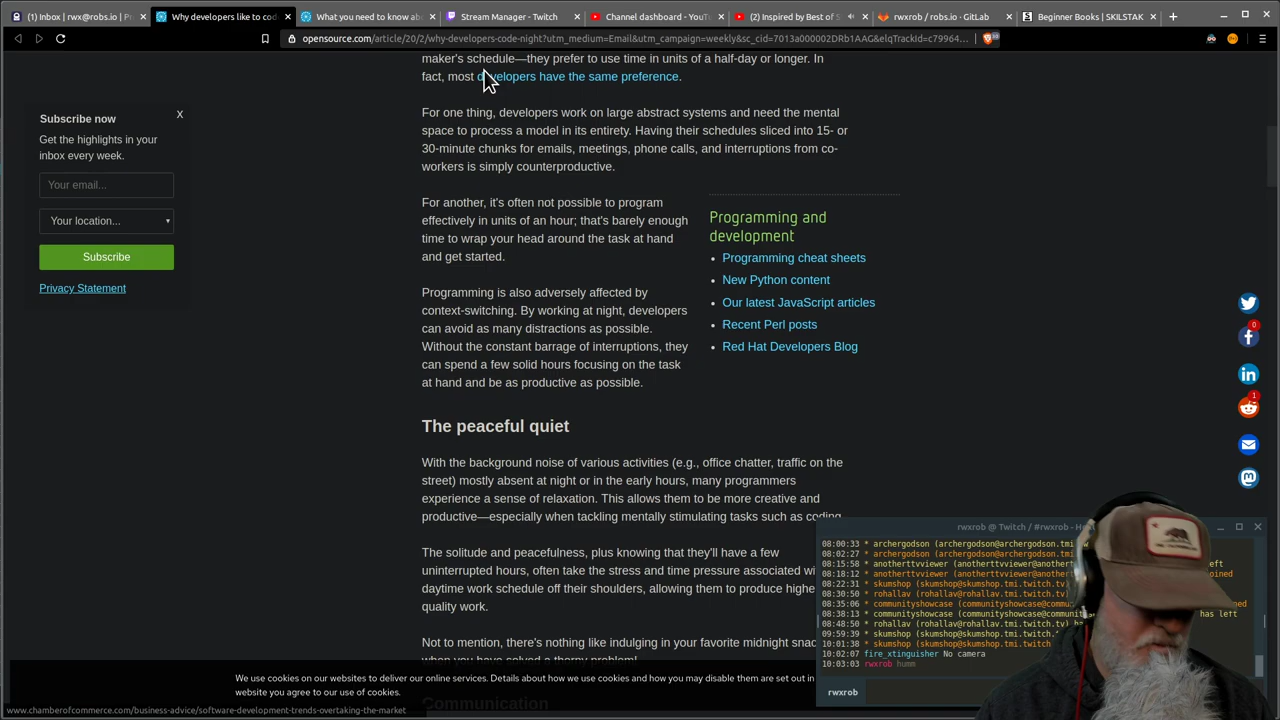 (1) Inbox | rwx@robs.io | P
Why developers like to cod
What you need to know ab
Stream Manager - Twitch
Channel dashboard - YouT
(2) (Inspired by Best of S
rwxrob / robs.io · GitLab
Beginner Books | SKILSTAK
opensource.com/article/20/2/why-developers-code-night?utm_medium=Email&utm_campaign=weekly&sc_cid=7013a000002DRb1AAG&elqTrackId=c79964...
maker's schedule—they prefer to use time in units of a half-day or longer. In
fact, most developers have the same preference.
Subscribe now
X
Get the highlights in your
inbox every week.
Your email...
Your location...
Subscribe
Privacy Statement
For one thing, developers work on large abstract systems and need the mental
space to process a model in its entirety. Having their schedules sliced into 15- or
30-minute chunks for emails, meetings, phone calls, and interruptions from co-
workers is simply counterproductive.
For another, it's often not possible to program
effectively in units of an hour; that's barely enough
time to wrap your head around the task at hand
and get started.
Programming is also adversely affected by
context-switching. By working at night, developers
can avoid as many distractions as possible.
Without the constant barrage of interruptions, they
can spend a few solid hours focusing on the task
at hand and be as productive as possible.
Programming and
development
Programming cheat sheets
New Python content
Our latest JavaScript articles
Recent Perl posts
Red Hat Developers Blog
0
1
The peaceful quiet
With the background noise of various activities (e.g., office chatter, traffic on the
street) mostly absent at night or in the early hours, many programmers
experience a sense of relaxation. This allows them to be more creative and
productive—especially when tackling mentally stimulating tasks such as coding.
The solitude and peacefulness, plus knowing that they'll have a few
uninterrupted hours, often take the stress and time pressure associated wi
daytime work schedule off their shoulders, allowing them to produce highe
quality work.
Not to mention, there's nothing like indulging in your favorite midnight snac
when you have solved a thorny problem!
Communication
We use cookies on our websites to deliver our online services. Details about how we use cookies and how you may disable them are set out in
website you agree to our use of cookies.
www.chamberofcommerce.com/business-advice/software-development-trends-overtaking-the-market
rwxrob @ Twitch / #rwxrob - H
08:00:33 * archergodson (archergodson@archergodson.tmi
08:02:27 * archergodson (archergodson@archergodson.tmi
08:15:58 * anotherttvviewer (anotherttvviewer@anothert left
08:18:12 * anotherttvviewer (anotherttvviewer@anothert oined
08:22:31 * skumshop (skumshop@skumshop.tmi.twitch.tv)
08:30:50 * rohallav (rohallav@rohallav.tmi.twitch.tv)
08:35:06 * communityshowcase (communityshowcase@commu ned
08:38:13 * communityshowcase (communityshowcase@commu has left
08:48:50 * rohallav (rohallav@rohallav.tmi.twitch.tv) ha
09:59:39 * skumshop (skumshop@skumshop.tmi.twitch.t
10:01:38 * skumshop (skumshop@skumshop.tmi.twitch
10:02:07 fire_xtinguisher No camera
10:03:03 rwxrob humm
rwxrob